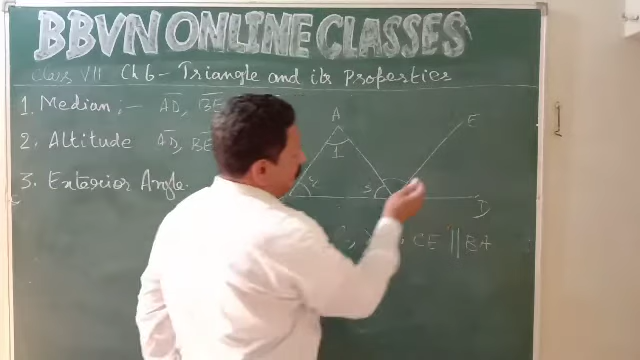 BBVN ONLINE CLASSES
Class VII Ch 6 - Triangle and its Properties
1. Median :- AD, BE
2. Altitude AD, BE
3. Exterior Angle.
A
E
1
2
3
D
CE || BA